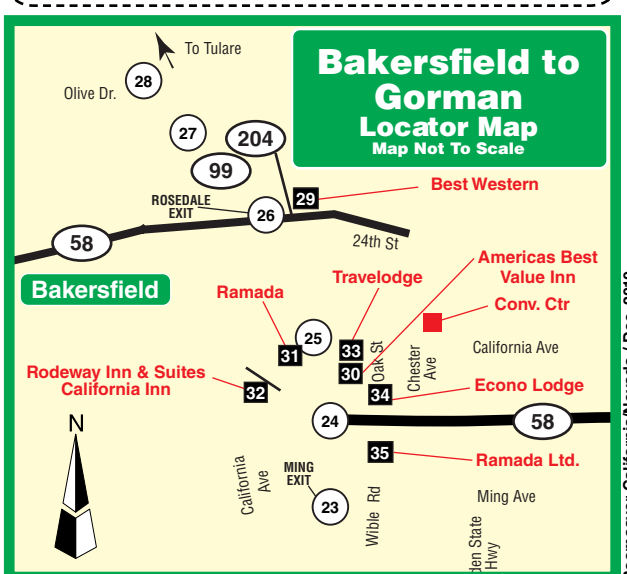 To Tulare
Olive Dr.
28
Bakersfield to
Gorman
Locator Map
Map Not To Scale
27
204
99
Best Western
29
ROSEDALE
EXIT
26
58
24th St
Bakersfield
Americas Best
Value Inn
Travelodge
Conv. Ctr
Ramada
25
31
33
30
Oak St
Chester
Ave
California Ave
Rodeway Inn & Suites
California Inn
32
34
Econo Lodge
N
24
58
35
Ramada Ltd.
California
Ave
MING
EXIT
23
Wible Rd
Ming Ave
Hwy